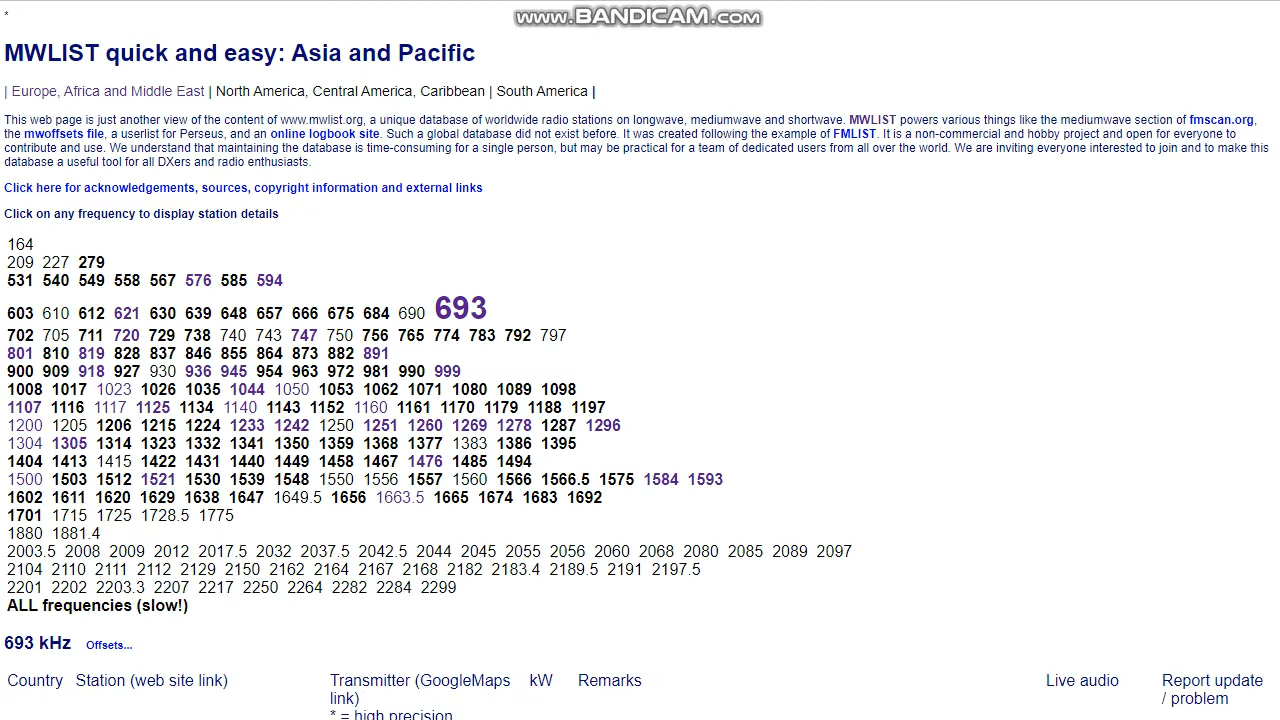 www.BANDICAM.com
*
MWLIST quick and easy: Asia and Pacific
| Europe, Africa and Middle East | North America, Central America, Caribbean | South America |
This web page is just another view of the content of www.mwlist.org, a unique database of worldwide radio stations on longwave, mediumwave and shortwave. MWLIST powers various things like the mediumwave section of fmscan.org,
the mwoffsets file, a userlist for Perseus, and an online logbook site. Such a global database did not exist before. It was created following the example of FMLIST. It is a non-commercial and hobby project and open for everyone to
contribute and use. We understand that maintaining the database is time-consuming for a single person, but may be practical for a team of dedicated users from all over the world. We are inviting everyone interested to join and to make this
database a useful tool for all DXers and radio enthusiasts.
Click here for acknowledgements, sources, copyright information and external links
Click on any frequency to display station details
164
209 227 279
531 540 549 558 567 576 585 594
603 610 612 621 630 639 648 657 666 675 684 690 693
702 705 711 720 729 738 740 743 747 750 756 765 774 783 792 797
801 810 819 828 837 846 855 864 873 882 891
900 909 918 927 930 936 945 954 963 972 981 990 999
1008 1017 1023 1026 1035 1044 1050 1053 1062 1071 1080 1089 1098
1107 1116 1117 1125 1134 1140 1143 1152 1160 1161 1170 1179 1188 1197
1200 1205 1206 1215 1224 1233 1242 1250 1251 1260 1269 1278 1287 1296
1304 1305 1314 1323 1332 1341 1350 1359 1368 1377 1383 1386 1395
1404 1413 1415 1422 1431 1440 1449 1458 1467 1476 1485 1494
1500 1503 1512 1521 1530 1539 1548 1550 1556 1557 1560 1566 1566.5 1575 1584 1593
1602 1611 1620 1629 1638 1647 1649.5 1656 1663.5 1665 1674 1683 1692
1701 1715 1725 1728.5 1775
1880 1881.4
2003.5 2008 2009 2012 2017.5 2032 2037.5 2042.5 2044 2045 2055 2056 2060 2068 2080 2085 2089 2097
2104 2110 2111 2112 2129 2150 2162 2164 2167 2168 2182 2183.4 2189.5 2191 2197.5
2201 2202 2203.3 2207 2217 2250 2264 2282 2284 2299
ALL frequencies (slow!)
693 kHz Offsets...
Country Station (web site link) Transmitter (GoogleMaps kW Remarks Live audio Report update
link) / problem
* = high precision